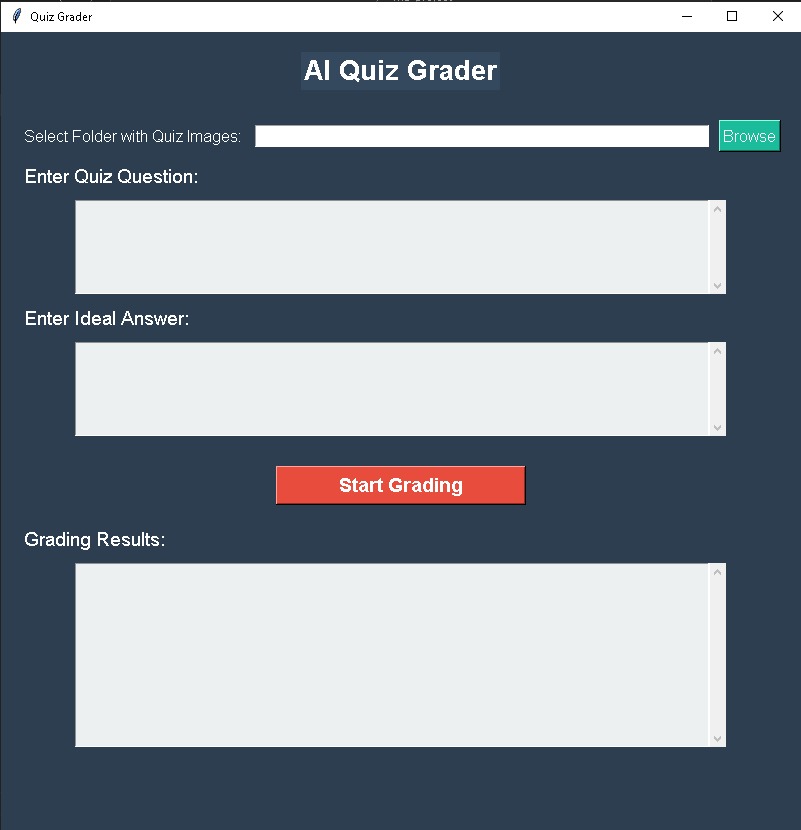 Quiz Grader
AI Quiz Grader
Select Folder with Quiz Images:
Browse
Enter Quiz Question:
Enter Ideal Answer:
Start Grading
Grading Results: